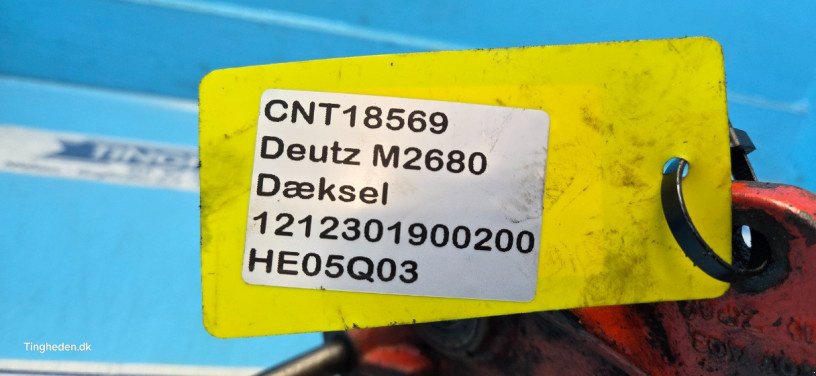 CNT18569
Deutz M2680
Dæksel
1212301900200
HE05Q03
Tingheden.dk